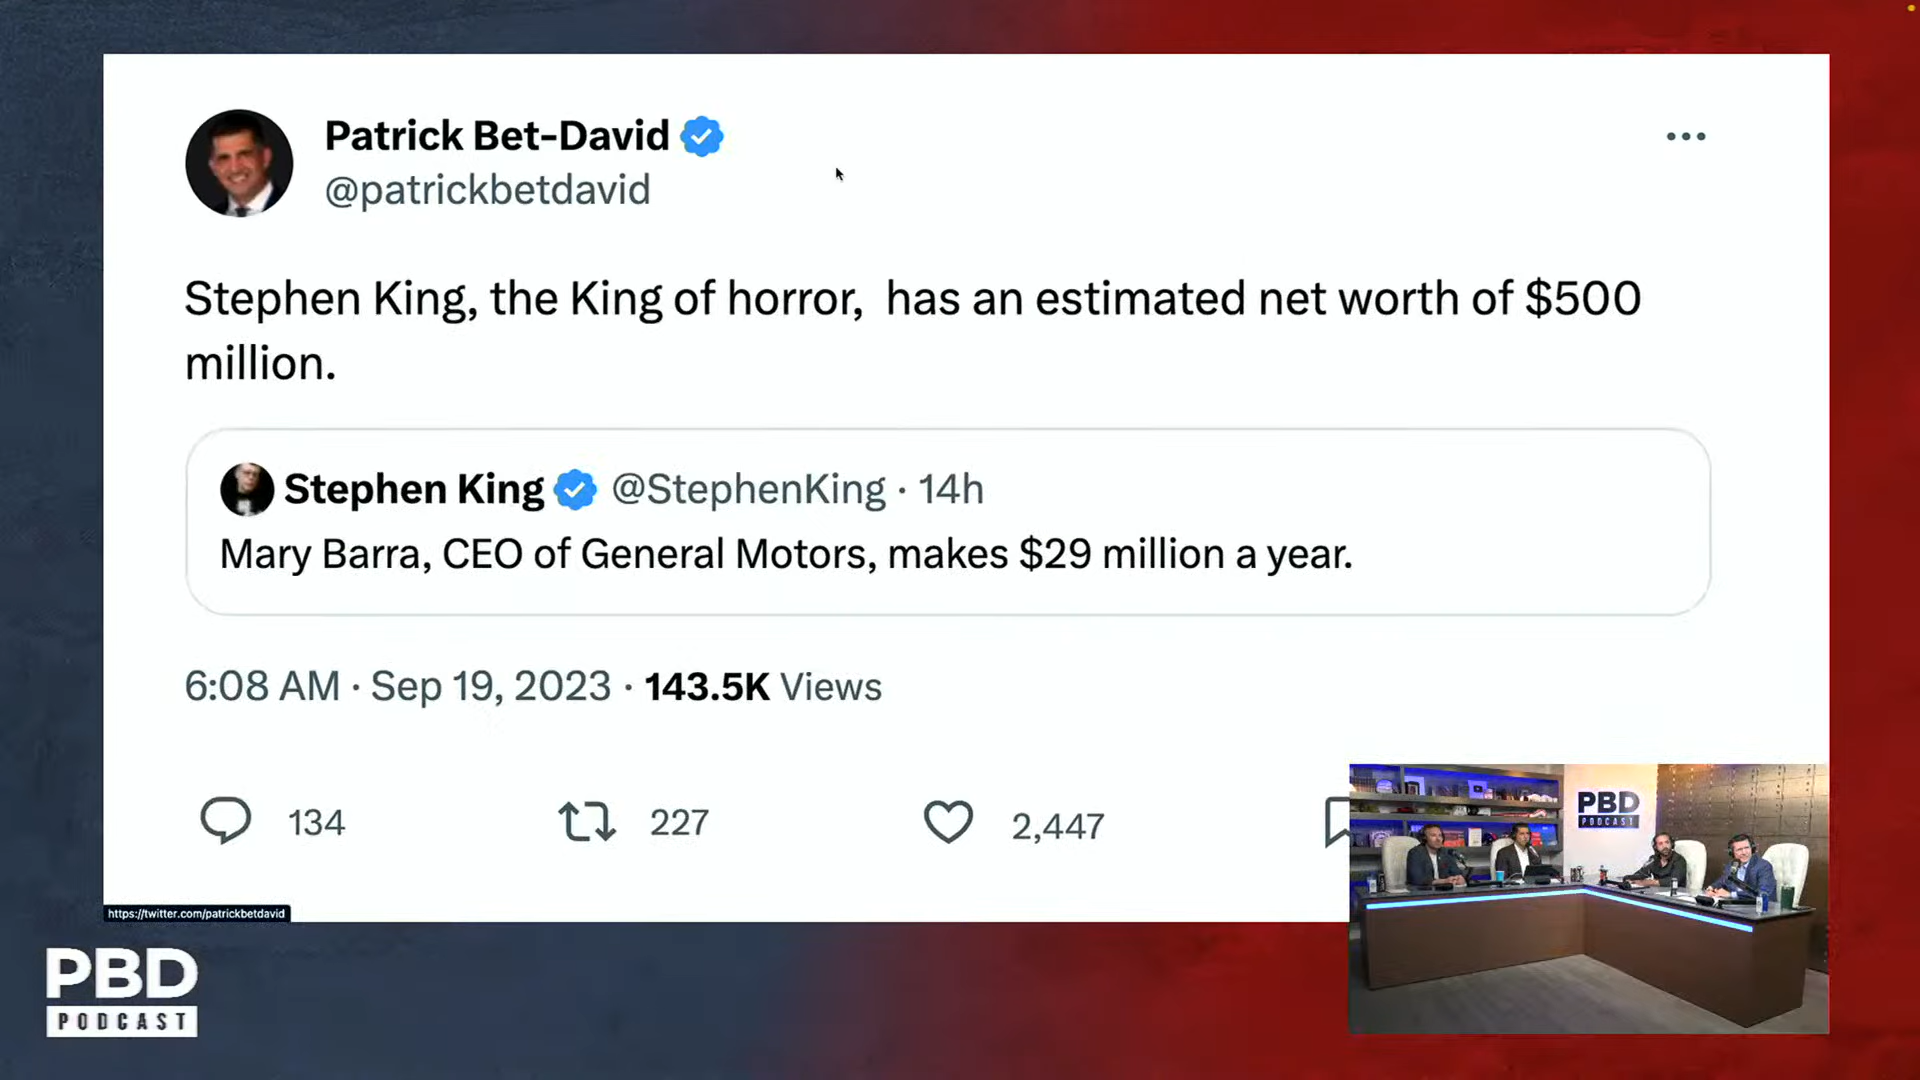 Patrick Bet-David
@patrickbetdavid
Stephen King, the King of horror,  has an estimated net worth of $500
million.
Stephen King @StephenKing · 14h
Mary Barra, CEO of General Motors, makes $29 million a year.
6:08 AM · Sep 19, 2023 · 143.5K Views
134 227 2,447
https://twitter.com/patrickbetdavid
PBD
PODCAST
PBD
PODCAST